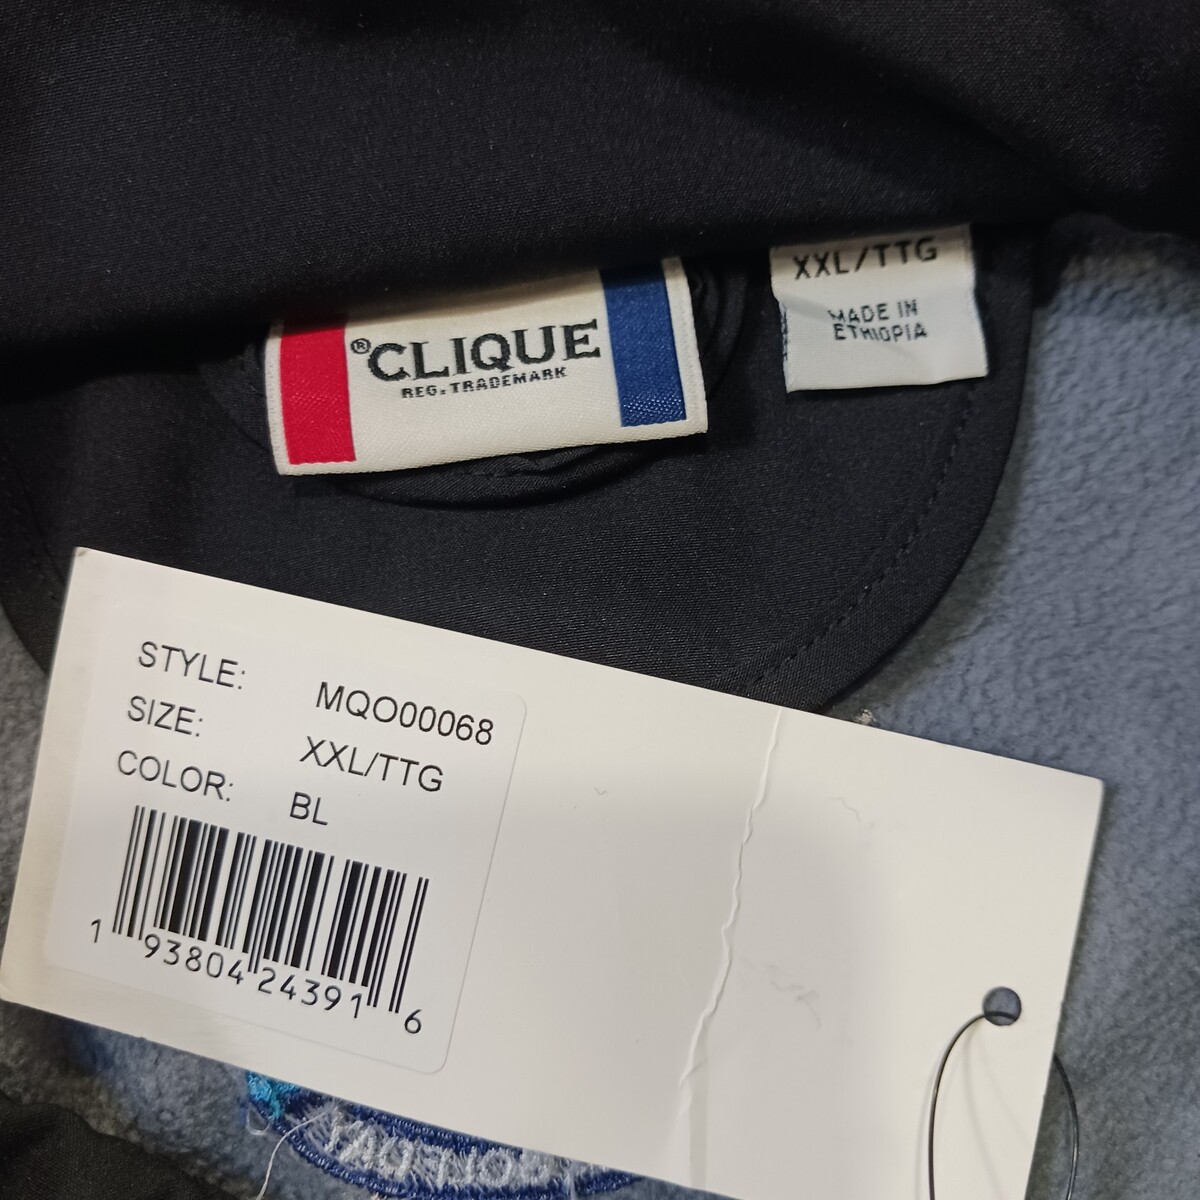 XXL/TTG
MADE IN
ETHIOPIA
®CLIQUE
REG. TRADEMARK
STYLE: MQO00068
SIZE: XXL/TTG
COLOR: BL
1 93804 24391 6